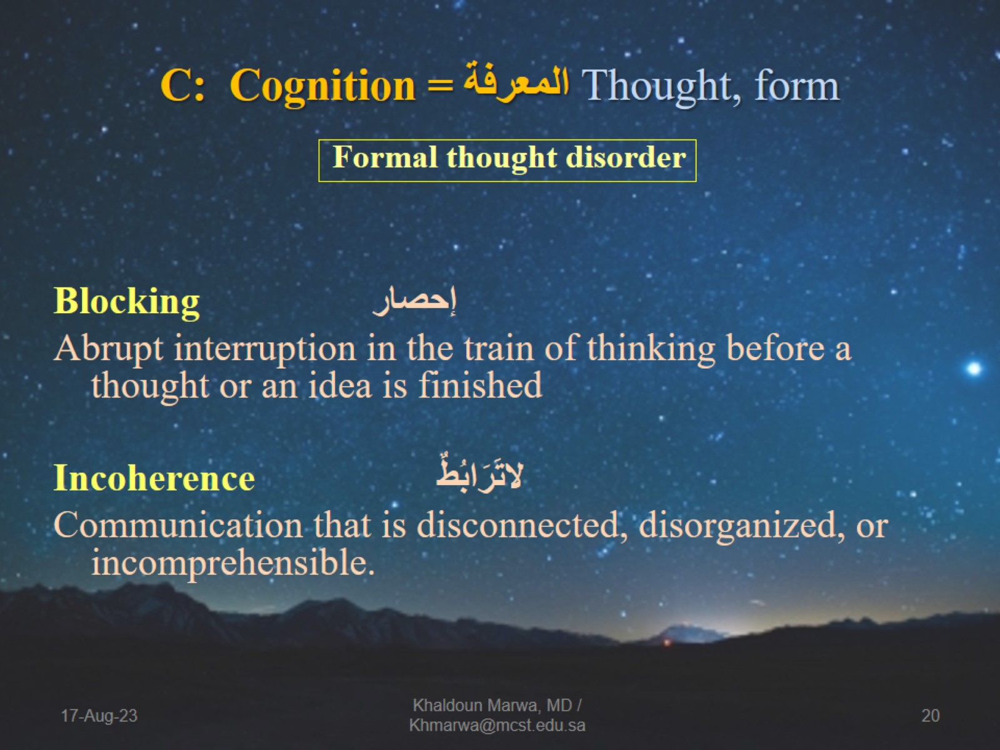 C: Cognition = المعرفة Thought, form
Formal thought disorder
Blocking إحصار
Abrupt interruption in the train of thinking before a
thought or an idea is finished
Incoherence لاتَرَابُطٌ
Communication that is disconnected, disorganized, or
incomprehensible.
17-Aug-23
Khaldoun Marwa, MD /
Khmarwa@mcst.edu.sa
20